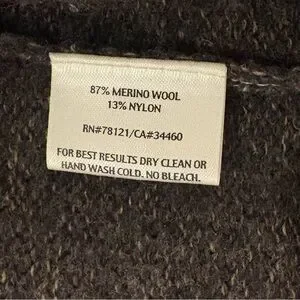 87% MERINO WOOL
13% NYLON
RN#78121/CA#34460
FOR BEST RESULTS DRY CLEAN OR
HAND WASH COLD. NO BLEACH.